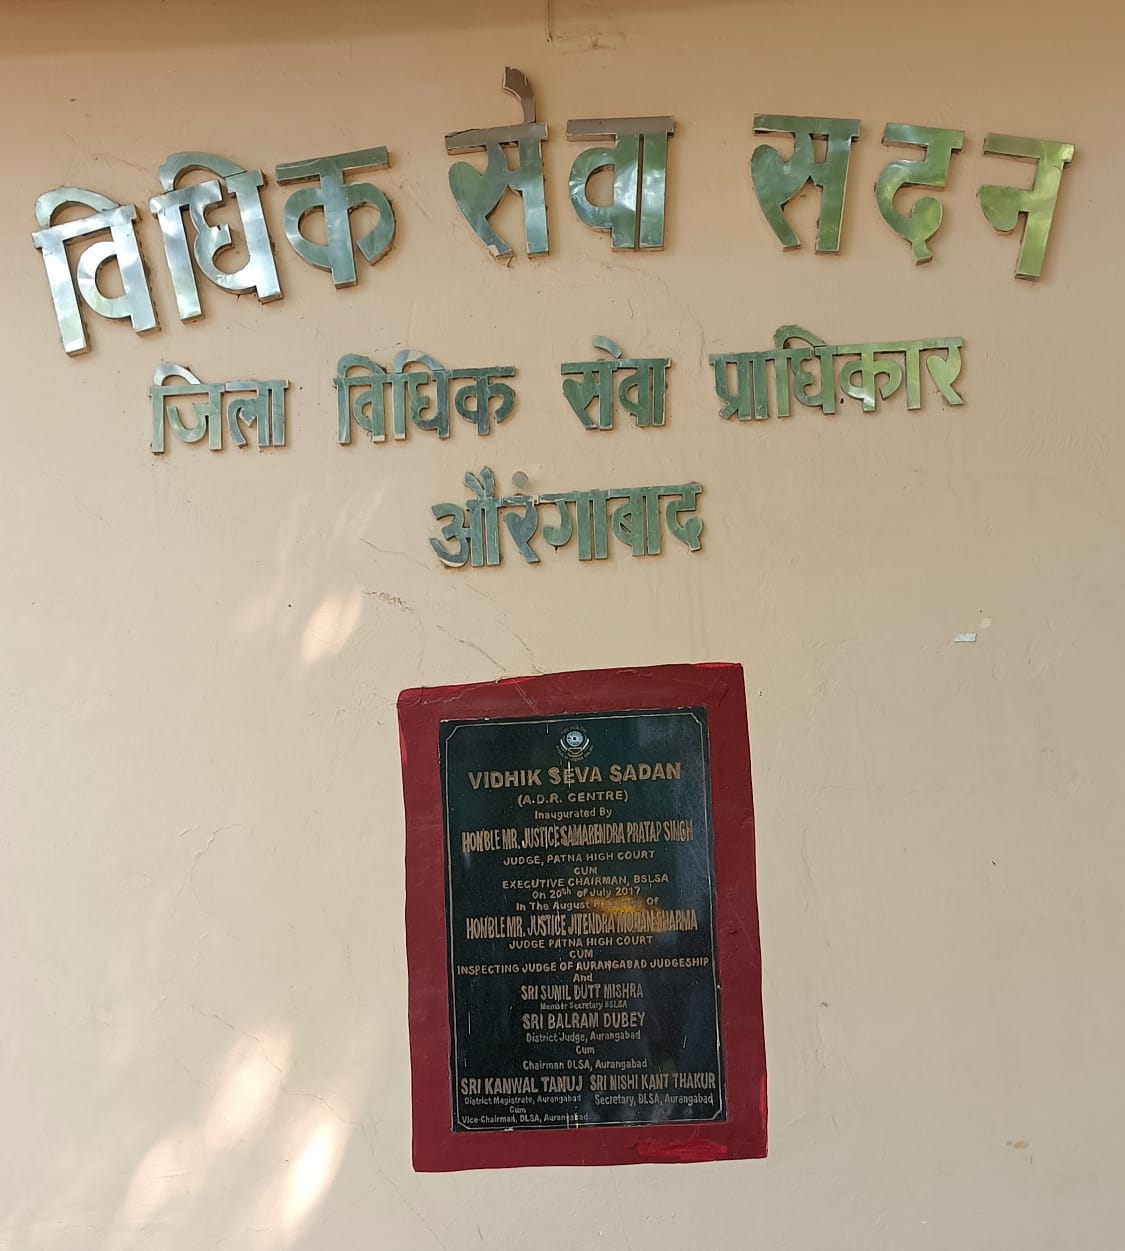 विधिक सेवा सदन
जिला विधिक सेवा प्राधिकार
औरंगाबाद
VIDHIK SEVA SADAN
(A.D.R. CENTRE)
Inaugurated By
HON'BLE MR. JUSTICE SAMARENDRA PRATAP SINGH
JUDGE, PATNA HIGH COURT
CUM
EXECUTIVE CHAIRMAN, BSLSA
On 20th of July 2017
In The August Presence Of
HON'BLE MR. JUSTICE JITENDRA MOHAN SHARMA
JUDGE PATNA HIGH COURT
CUM
INSPECTING JUDGE OF AURANGABAD JUDGESHIP
And
SRI SUNIL DUTT MISHRA
Member Secretary BSLSA
SRI BALRAM DUBEY
District Judge, Aurangabad
Cum
Chairman DLSA, Aurangabad
SRI KANWAL TANUJ SRI NISHI KANT THAKUR
District Magistrate, Aurangabad Secretary, DLSA, Aurangabad
Cum
Vice-Chairman, DLSA, Aurangabad